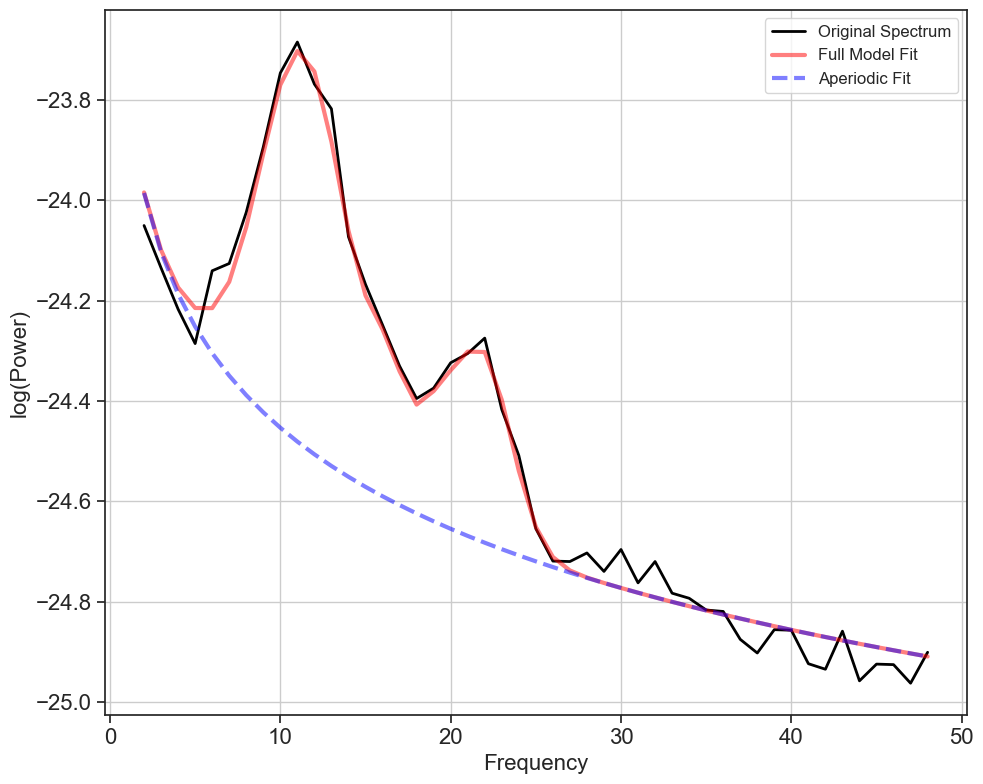 Original Spectrum
Full Model Fit
Aperiodic Fit
−23.8
−24.0
−24.2
−24.4
−24.6
−24.8
−25.0
log(Power)
0 10 20 30 40 50
Frequency